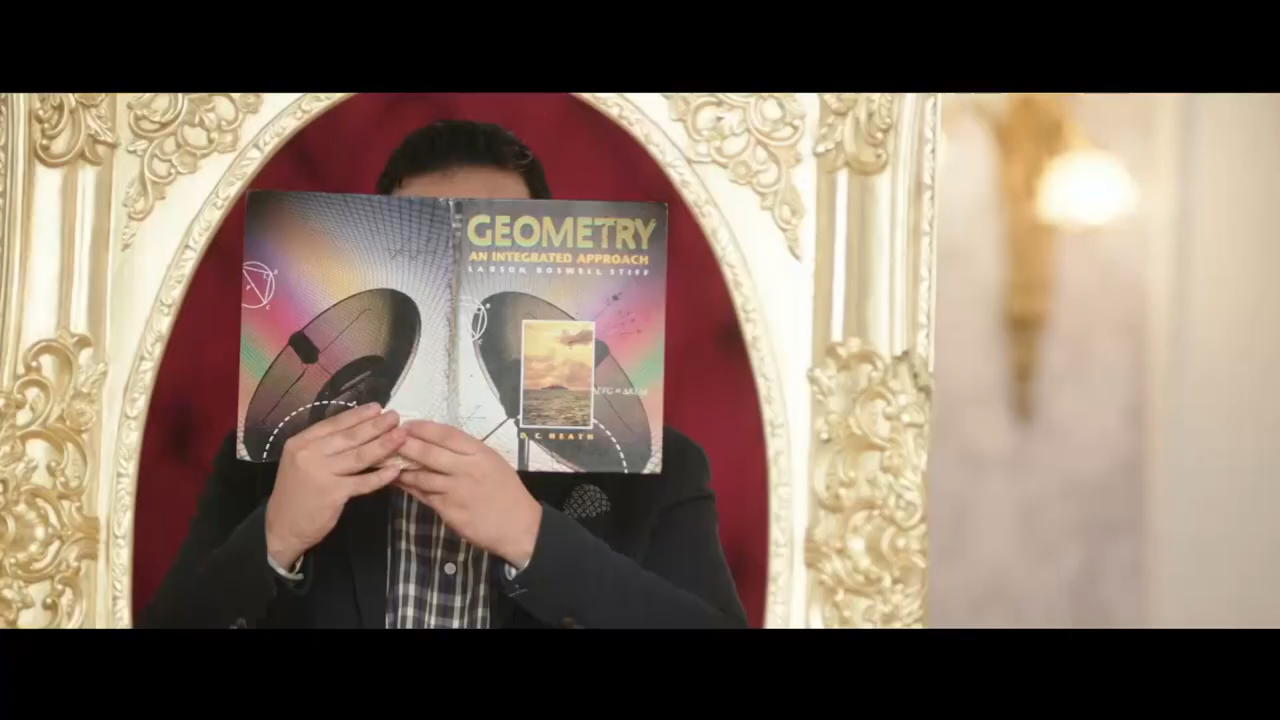 GEOMETRY
AN INTEGRATED APPROACH
LARSON, BOSWELL, STIFF
D. C. HEATH